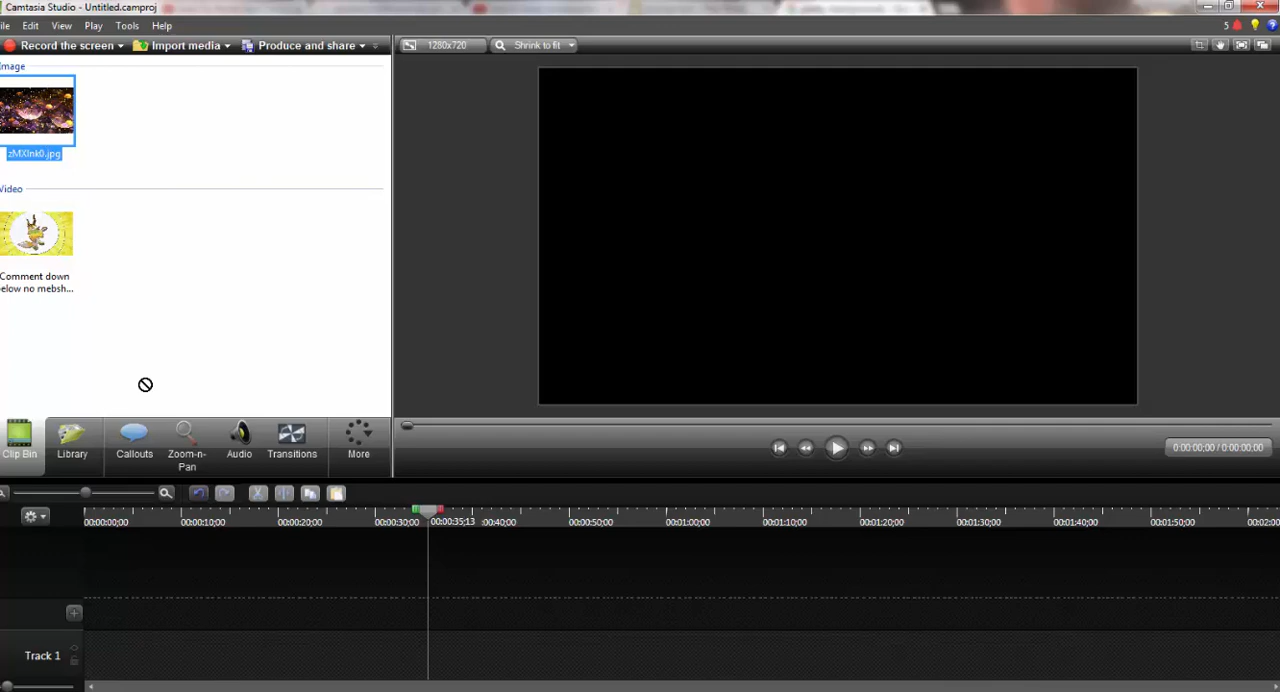 Camtasia Studio - Untitled.camproj
ile Edit View Play Tools Help 5
Record the screen Import media Produce and share 1280x720 Shrink to fit
Image
zMXInk0.jpg
Video
Comment down
elow no mebsh...
Clip Bin Library Callouts Zoom-n-Pan Audio Transitions More
0:00:00;00 / 0:00:00;00
00:00:00;00 00:00:10;00 00:00:20;00 00:00:30;00 00:00:35;13 :00:40;00 00:00:50;00 00:01:00;00 00:01:10;00 00:01:20;00 00:01:30;00 00:01:40;00 00:01:50;00 00:02:00
Track 1